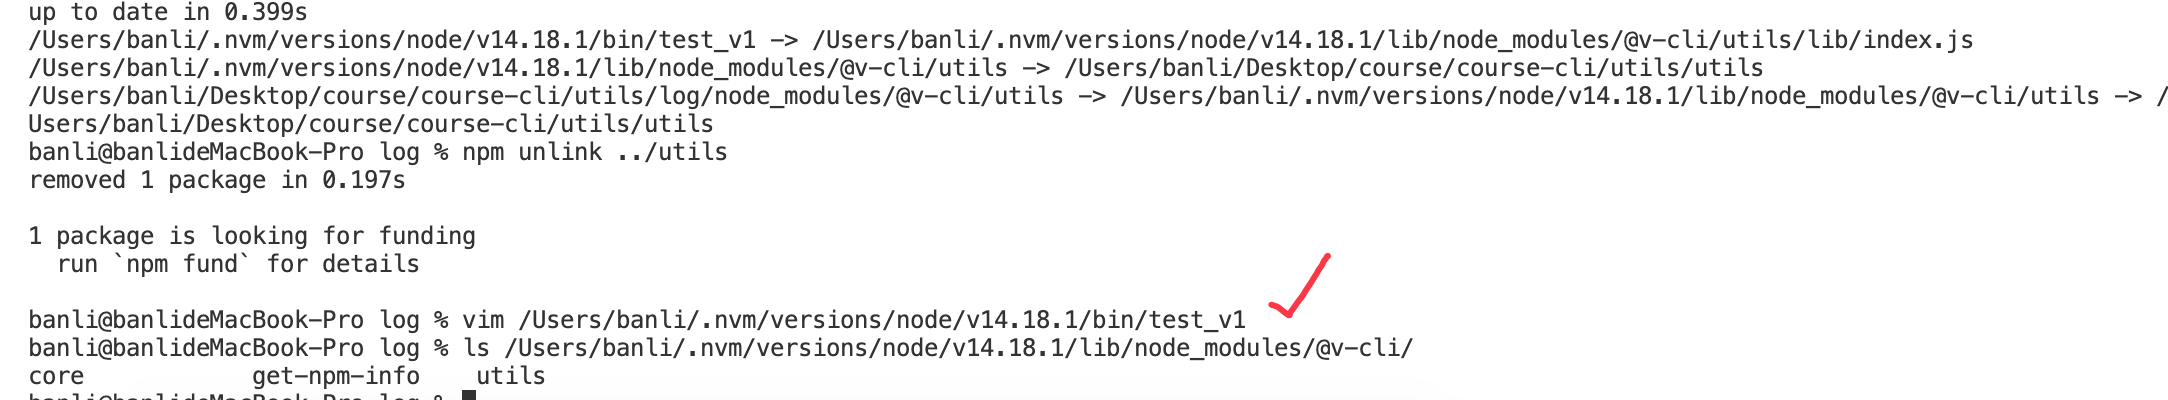 up to date in 0.399s
/Users/banli/.nvm/versions/node/v14.18.1/bin/test_v1 -> /Users/banli/.nvm/versions/node/v14.18.1/lib/node_modules/@v-cli/utils/lib/index.js
/Users/banli/.nvm/versions/node/v14.18.1/lib/node_modules/@v-cli/utils -> /Users/banli/Desktop/course/course-cli/utils/utils
/Users/banli/Desktop/course/course-cli/utils/log/node_modules/@v-cli/utils -> /Users/banli/.nvm/versions/node/v14.18.1/lib/node_modules/@v-cli/utils -> /
Users/banli/Desktop/course/course-cli/utils/utils
banli@banlideMacBook-Pro log % npm unlink ../utils
removed 1 package in 0.197s
1 package is looking for funding
  run `npm fund` for details
banli@banlideMacBook-Pro log % vim /Users/banli/.nvm/versions/node/v14.18.1/bin/test_v1
banli@banlideMacBook-Pro log % ls /Users/banli/.nvm/versions/node/v14.18.1/lib/node_modules/@v-cli/
core            get-npm-info    utils
banli@banlideMacBook-Pro log %